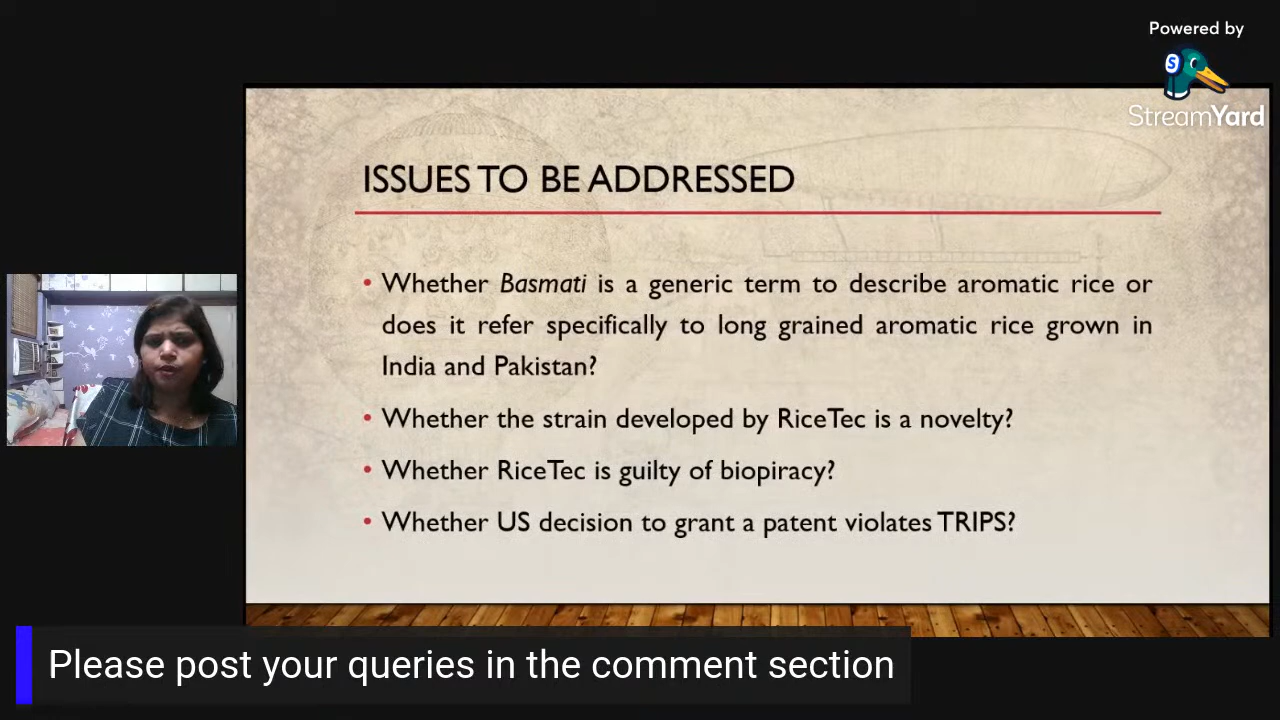 Powered by
StreamYard
ISSUES TO BE ADDRESSED
• Whether Basmati is a generic term to describe aromatic rice or
does it refer specifically to long grained aromatic rice grown in
India and Pakistan?
• Whether the strain developed by RiceTec is a novelty?
• Whether RiceTec is guilty of biopiracy?
• Whether US decision to grant a patent violates TRIPS?
Please post your queries in the comment section